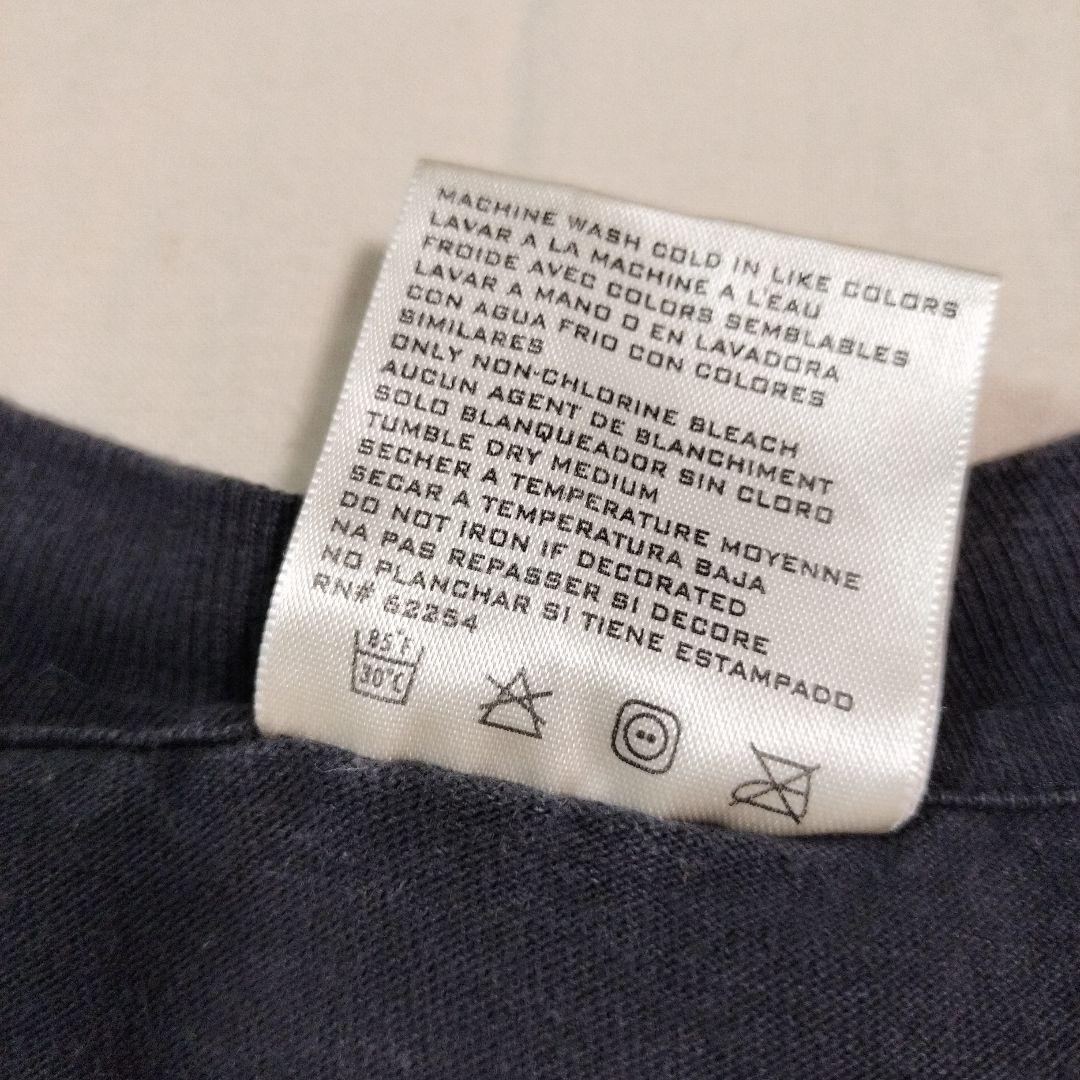 MACHINE WASH COLD IN LIKE COLORS
LAVAR A LA MACHINE A L'EAU
FROIDE AVEC COLORS SEMBLABLES
LAVAR A MANO O EN LAVADORA
CON AGUA FRIO CON COLORES
SIMILARES
ONLY NON-CHLORINE BLEACH
AUCUN AGENT DE BLANCHIMENT
SOLO BLANQUEADOR SIN CLORO
TUMBLE DRY MEDIUM
SECHER A TEMPERATURE MOYENNE
SECAR A TEMPERATURA BAJA
DO NOT IRON IF DECORATED
NA PAS REPASSER SI DECORE
NO PLANCHAR SI TIENE ESTAMPADO
RN# 62254
85°F
30°C